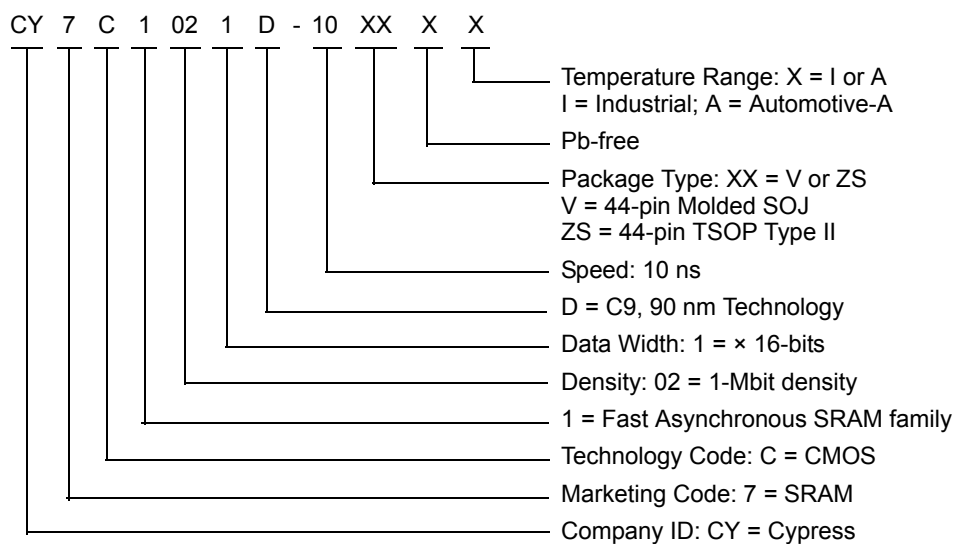 CY 7 C 1 02 1 D - 10 XX X X
Temperature Range: X = I or A
I = Industrial; A = Automotive-A
Pb-free
Package Type: XX = V or ZS
V = 44-pin Molded SOJ
ZS = 44-pin TSOP Type II
Speed: 10 ns
D = C9, 90 nm Technology
Data Width: 1 = × 16-bits
Density: 02 = 1-Mbit density
1 = Fast Asynchronous SRAM family
Technology Code: C = CMOS
Marketing Code: 7 = SRAM
Company ID: CY = Cypress